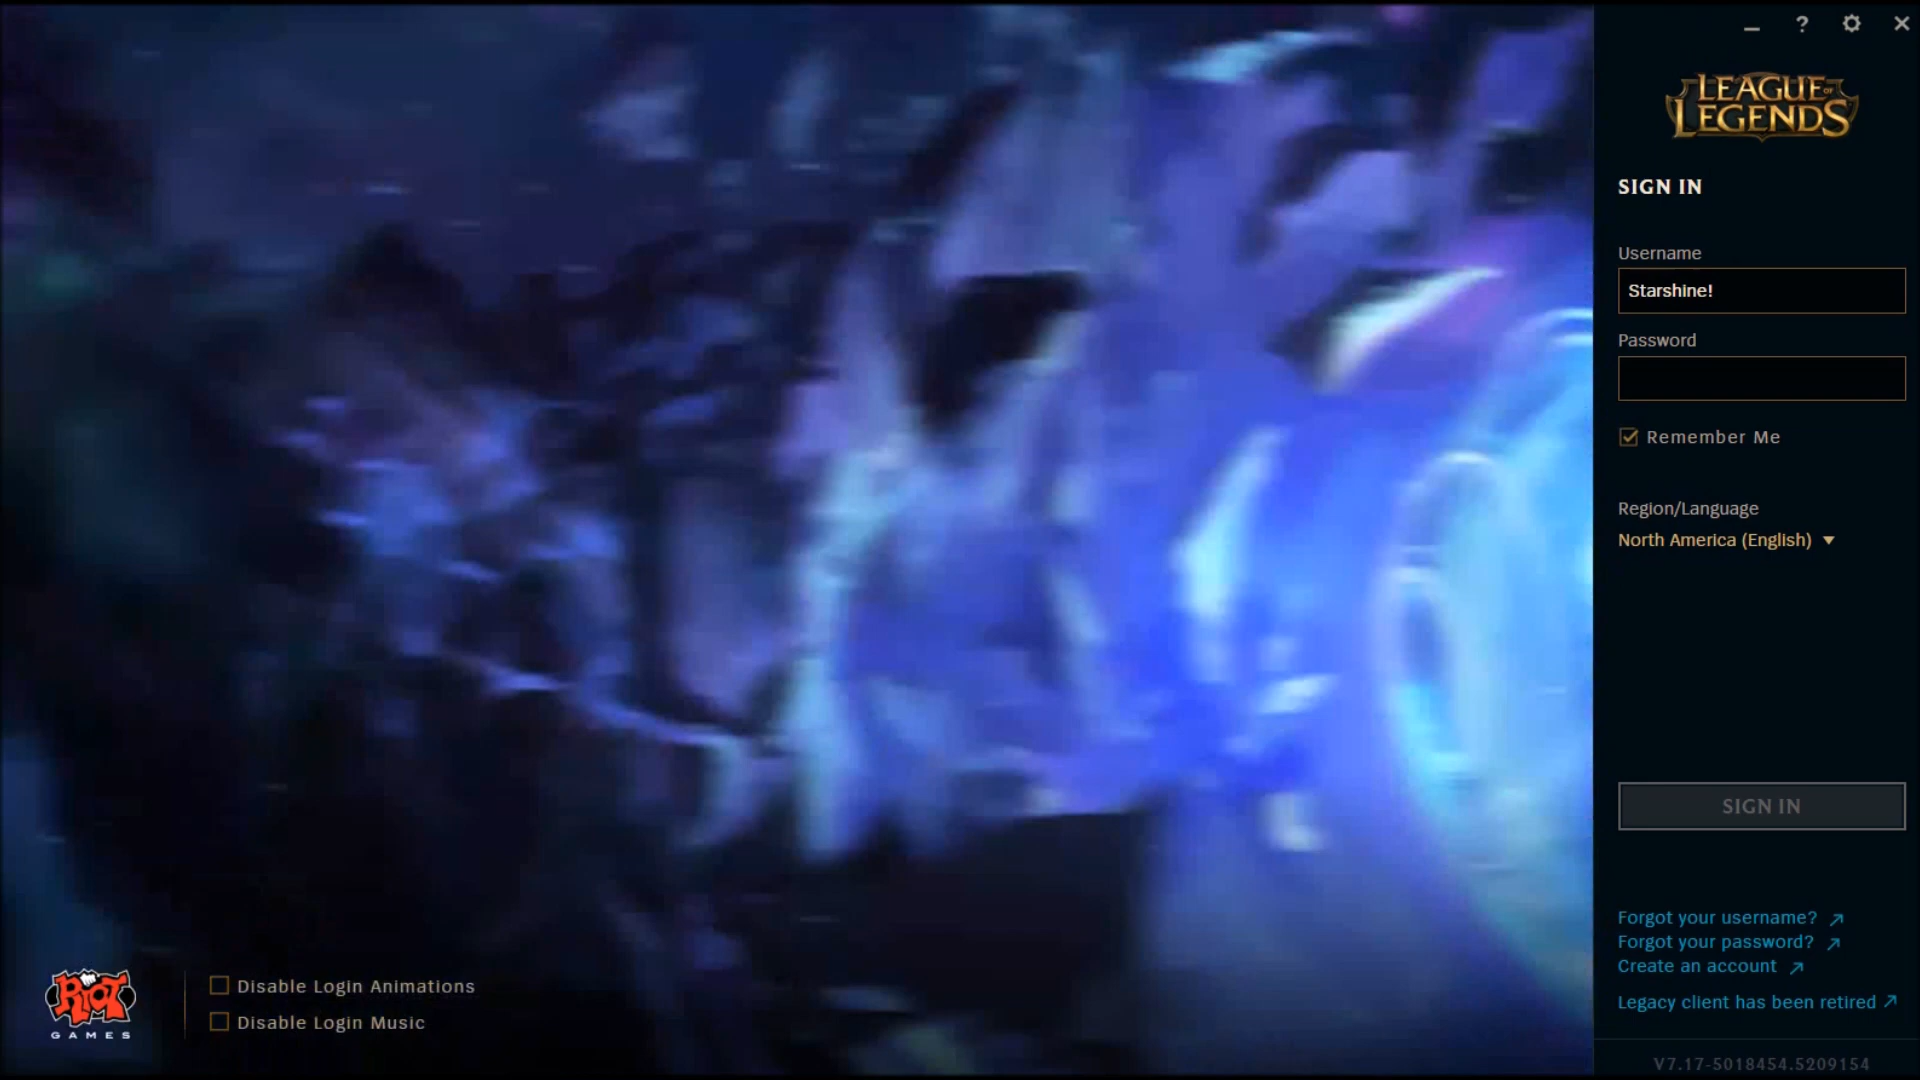 ?
LEAGUE OF LEGENDS
SIGN IN
Username
Starshine!
Password
Remember Me
Region/Language
North America (English)
SIGN IN
Forgot your username?
Forgot your password?
Create an account
Legacy client has been retired
V7.17-5018454.5209154
RIOT
GAMES
Disable Login Animations
Disable Login Music